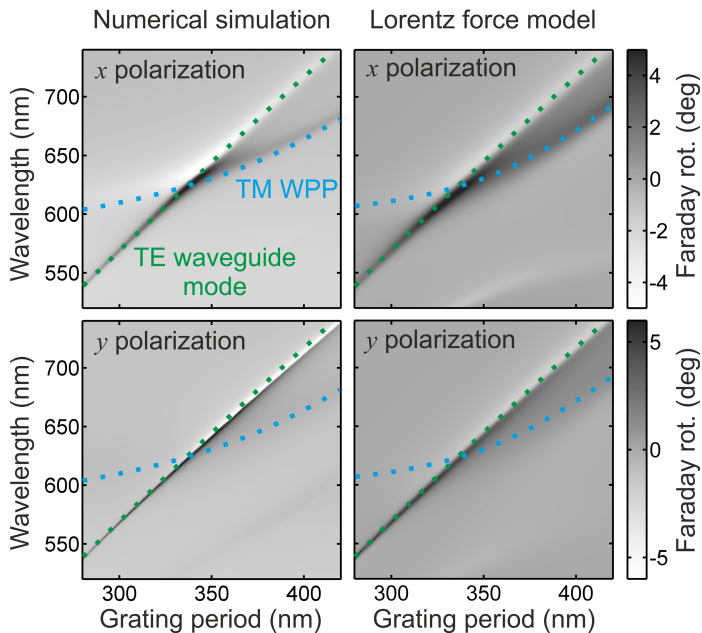 Numerical simulation
Lorentz force model
x polarization
x polarization
700
650
600
550
Wavelength (nm)
TM WPP
TE waveguide
mode
4
2
0
-2
-4
Faraday rot. (deg)
y polarization
y polarization
700
650
600
550
Wavelength (nm)
5
0
-5
Faraday rot. (deg)
300
350
400
300
350
400
Grating period (nm)
Grating period (nm)